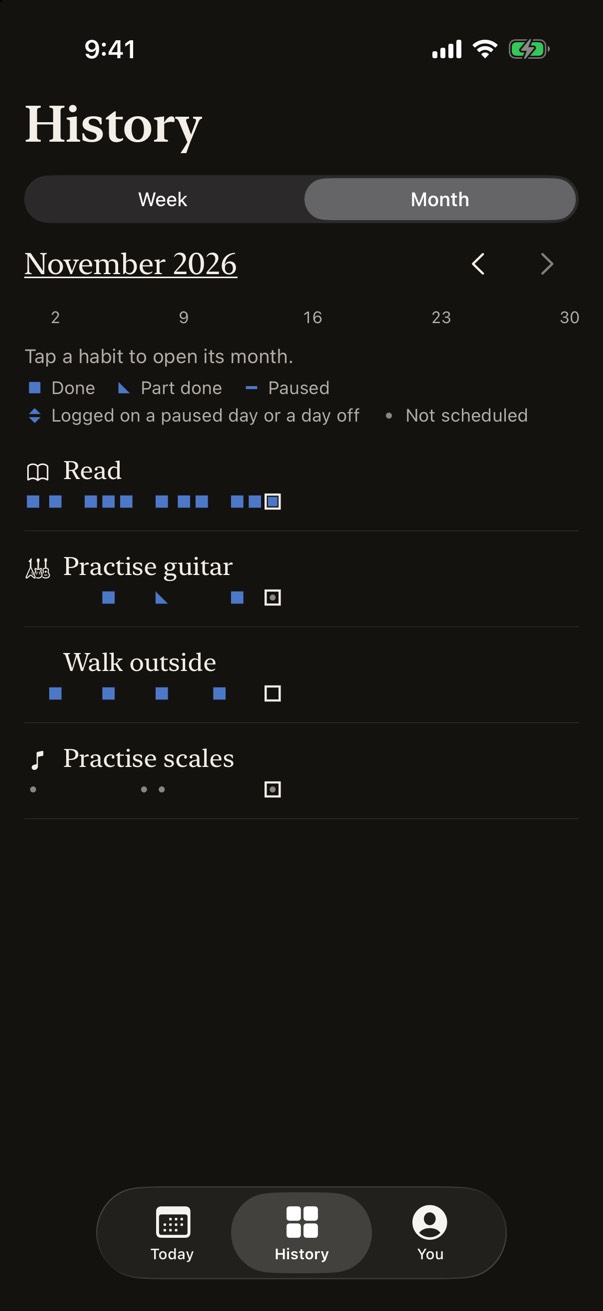 9:41
History
Week Month
November 2026
2 9 16 23 30
Tap a habit to open its month.
Done Part done Paused
Logged on a paused day or a day off Not scheduled
Read
Practise guitar
Walk outside
Practise scales
Today History You